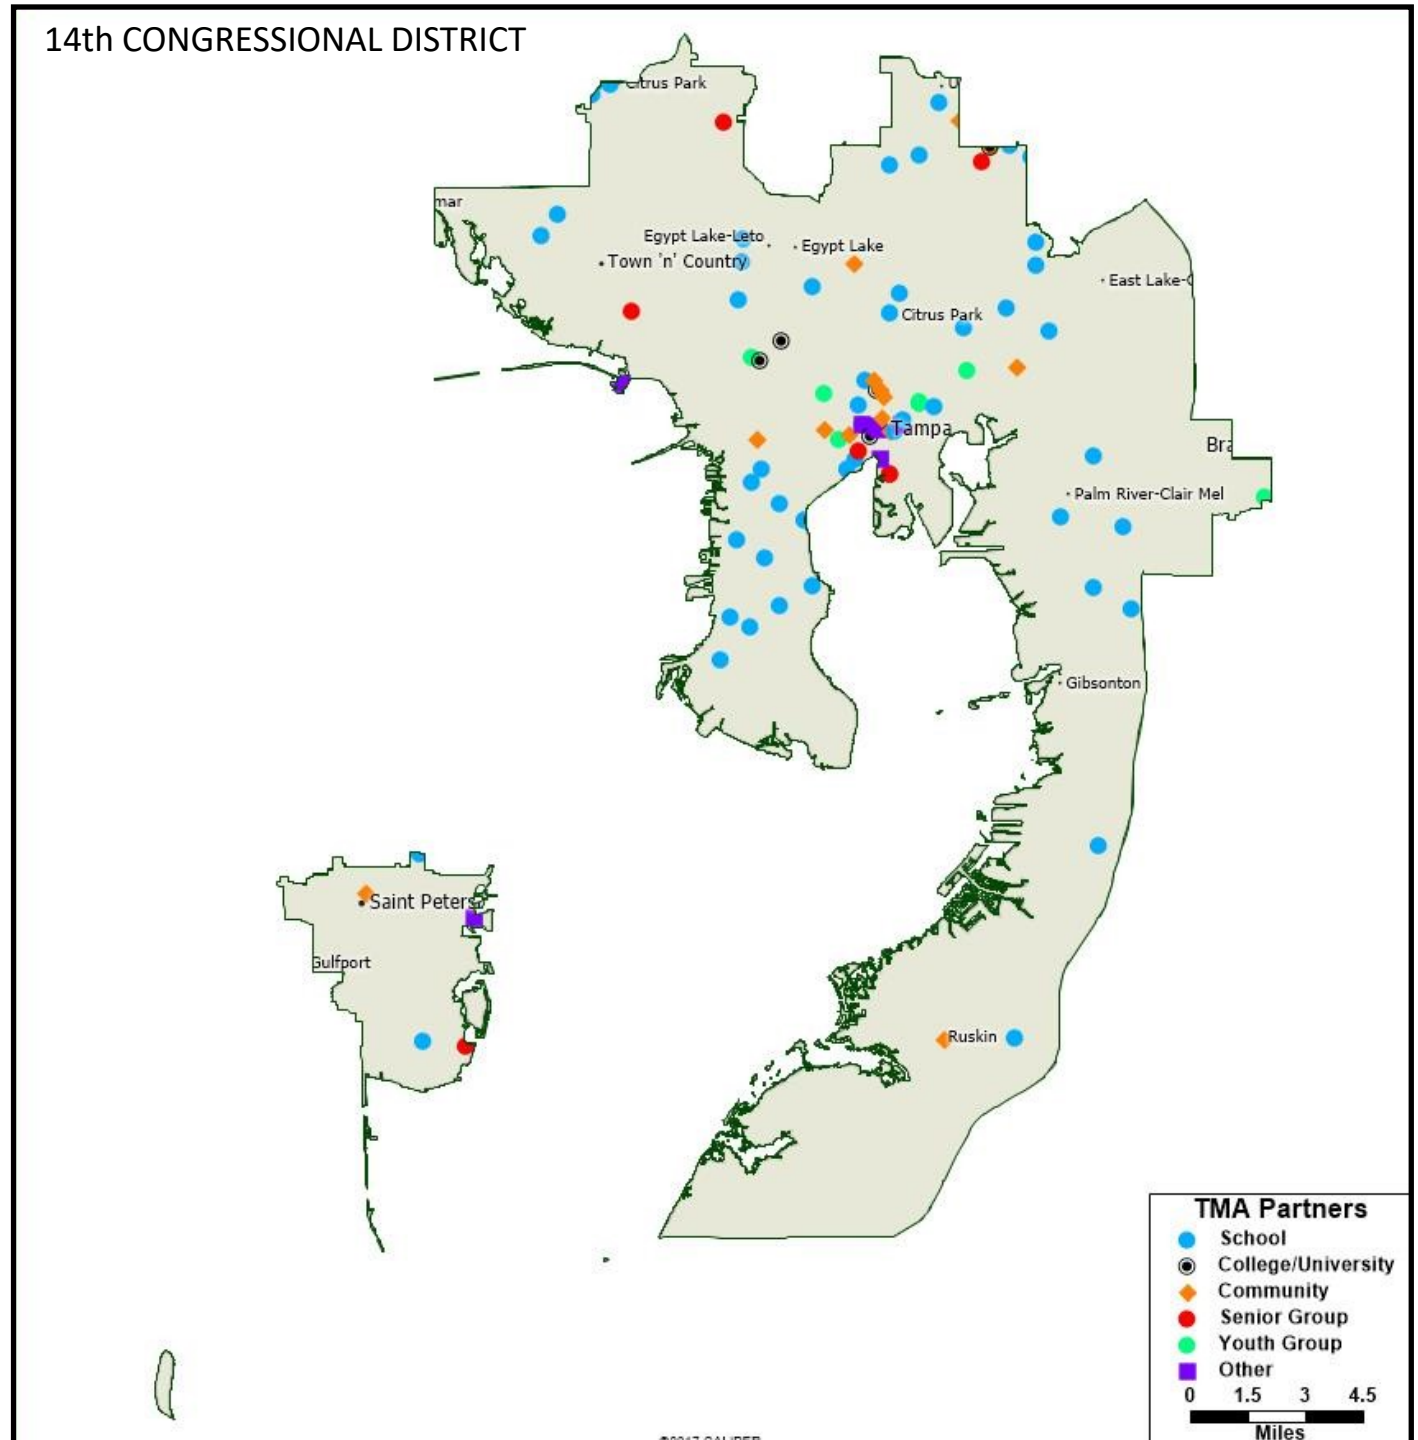 14th CONGRESSIONAL DISTRICT
Citrus Park
mar
Egypt Lake-Leto
Egypt Lake
Town 'n' Country
East Lake-
Citrus Park
Tampa
Bra
Palm River-Clair Mel
Gibsonton
Saint Peters
Gulfport
Ruskin
TMA Partners
School
College/University
Community
Senior Group
Youth Group
Other
0 1.5 3 4.5
Miles